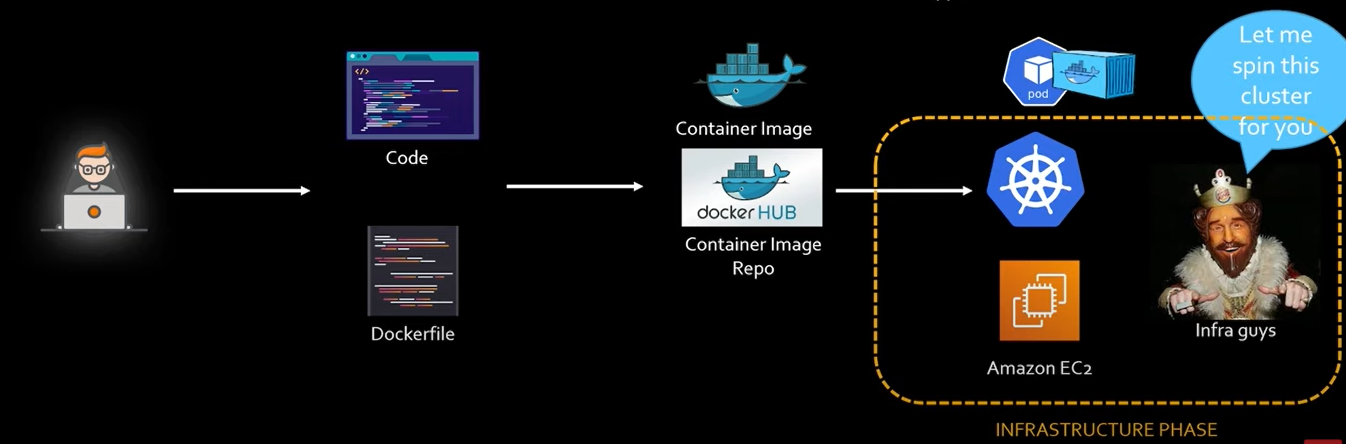 Let me
spin this
cluster
for you
pod
</>
Code
Dockerfile
Container Image
docker HUB
Container Image
Repo
Amazon EC2
Infra guys
INFRASTRUCTURE PHASE